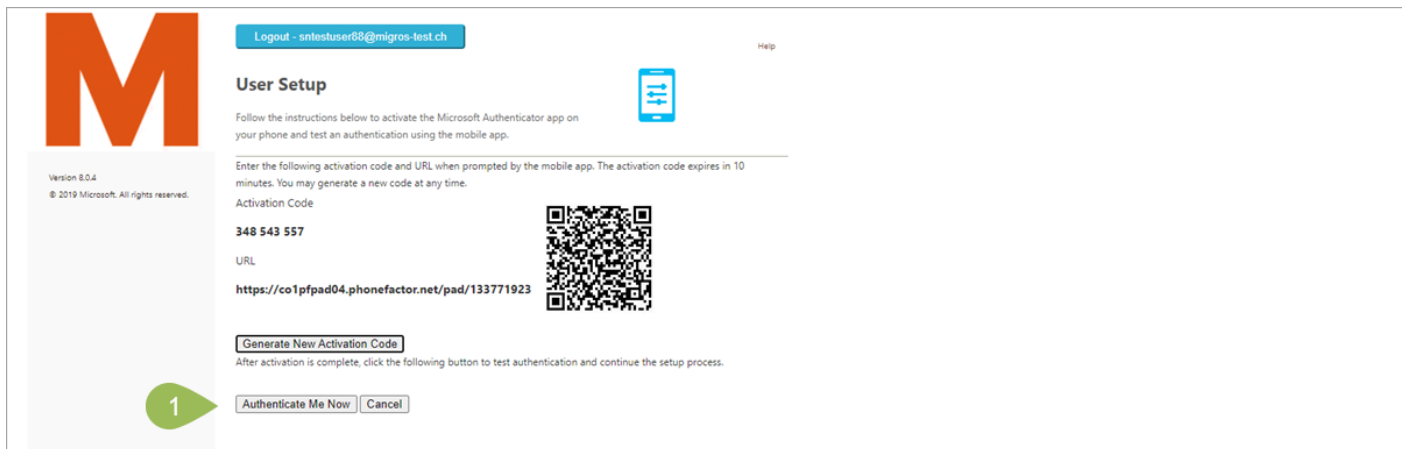 M
Logout - sntestuser88@migros-test.ch
Help
User Setup
Follow the instructions below to activate the Microsoft Authenticator app on
your phone and test an authentication using the mobile app.
Version 8.0.4
© 2019 Microsoft. All rights reserved.
Enter the following activation code and URL when prompted by the mobile app. The activation code expires in 10
minutes. You may generate a new code at any time.
Activation Code
348 543 557
URL
https://co1pfpad04.phonefactor.net/pad/133771923
Generate New Activation Code
After activation is complete, click the following button to test authentication and continue the setup process.
1
Authenticate Me Now Cancel